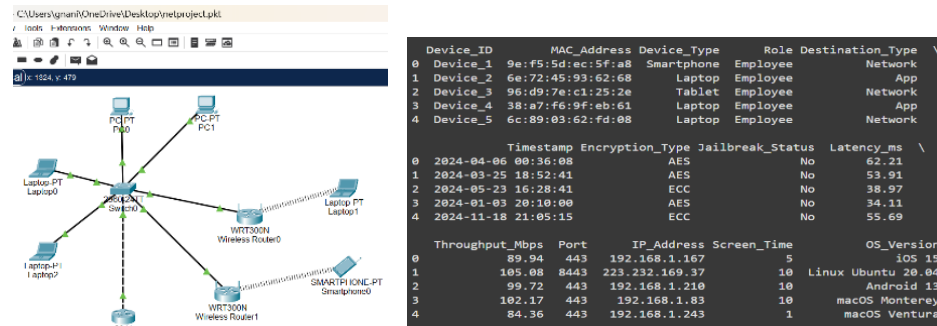 C:\Users\gnani\OneDrive\Desktop\netproject.pkt
Tools Extensions Window Help
x: 1324, y: 479
PC-PT
PC0
PC-PT
PC1
Laptop-PT
Laptop0
2960-24TT
Switch0
Laptop-PT
Laptop1
WRT300N
Wireless Router0
Laptop-PT
Laptop2
SMARTPHONE-PT
Smartphone0
WRT300N
Wireless Router1
Device_ID MAC_Address Device_Type Role Destination_Type \
0 Device_1 9e:f5:5d:ec:5f:a8 Smartphone Employee Network
1 Device_2 6e:72:45:93:62:68 Laptop Employee App
2 Device_3 96:d9:7e:c1:25:2e Tablet Employee Network
3 Device_4 38:a7:f6:9f:eb:61 Laptop Employee App
4 Device_5 6c:89:03:62:fd:08 Laptop Employee Network
Timestamp Encryption_Type Jailbreak_Status Latency_ms \
0 2024-04-06 00:36:08 AES No 62.21
1 2024-03-25 18:52:41 AES No 53.91
2 2024-05-23 16:28:41 ECC No 38.97
3 2024-01-03 20:10:00 AES No 34.11
4 2024-11-18 21:05:15 ECC No 55.69
Throughput_Mbps Port IP_Address Screen_Time OS_Version
0 89.94 443 192.168.1.167 5 iOS 15
1 105.08 8443 223.232.169.37 10 Linux Ubuntu 20.04
2 99.72 443 192.168.1.210 10 Android 13
3 102.17 443 192.168.1.83 10 macOS Monterey
4 84.36 443 192.168.1.243 1 macOS Ventura